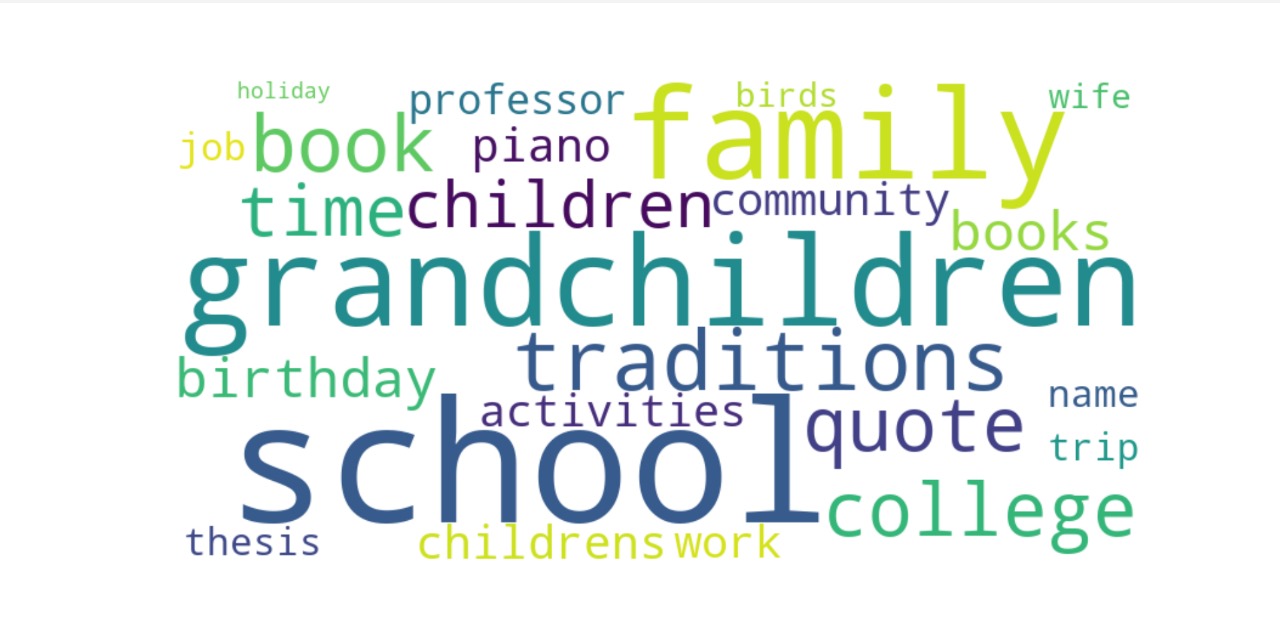 holiday
professor
family
birds
wife
job
book
piano
time
children
community
books
grandchildren
traditions
birthday
name
activities
quote
school
trip
college
thesis
childrens
work